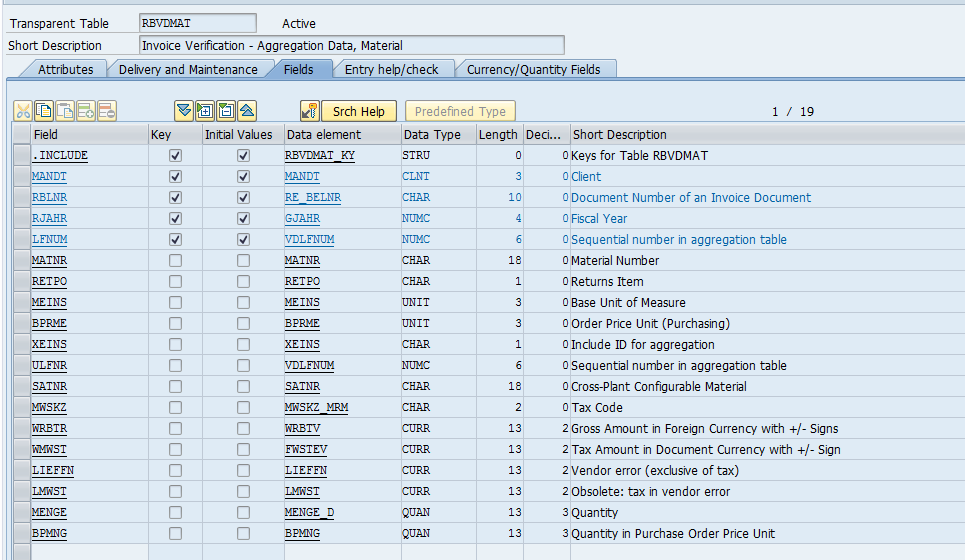 Transparent Table RBVDMAT Active
Short Description Invoice Verification - Aggregation Data, Material
Attributes Delivery and Maintenance Fields Entry help/check Currency/Quantity Fields
Srch Help Predefined Type 1 / 19
Field Key Initial Values Data element Data Type Length Deci... Short Description
.INCLUDE RBVDMAT_KY STRU 0 0 Keys for Table RBVDMAT
MANDT MANDT CLNT 3 0 Client
RBLNR RE_BELNR CHAR 10 0 Document Number of an Invoice Document
RJAHR GJAHR NUMC 4 0 Fiscal Year
LFNUM VDLFNUM NUMC 6 0 Sequential number in aggregation table
MATNR MATNR CHAR 18 0 Material Number
RETPO RETPO CHAR 1 0 Returns Item
MEINS MEINS UNIT 3 0 Base Unit of Measure
BPRME BPRME UNIT 3 0 Order Price Unit (Purchasing)
XEINS XEINS CHAR 1 0 Include ID for aggregation
ULFNR VDLFNUM NUMC 6 0 Sequential number in aggregation table
SATNR SATNR CHAR 18 0 Cross-Plant Configurable Material
MWSKZ MWSKZ_MRM CHAR 2 0 Tax Code
WRBTR WRBTV CURR 13 2 Gross Amount in Foreign Currency with +/- Signs
WMWST FWSTEV CURR 13 2 Tax Amount in Document Currency with +/- Sign
LIEFFN LIEFFN CURR 13 2 Vendor error (exclusive of tax)
LMWST LMWST CURR 13 2 Obsolete: tax in vendor error
MENGE MENGE_D QUAN 13 3 Quantity
BPMNG BPMNG QUAN 13 3 Quantity in Purchase Order Price Unit